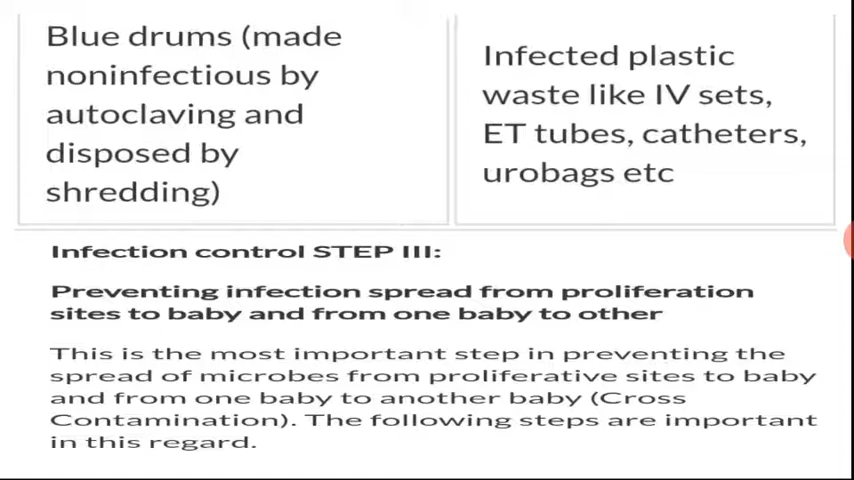 Blue drums (made
noninfectious by
autoclaving and
disposed by
shredding)
Infected plastic
waste like IV sets,
ET tubes, catheters,
urobags etc
Infection control STEP III:
Preventing infection spread from proliferation
sites to baby and from one baby to other
This is the most important step in preventing the
spread of microbes from proliferative sites to baby
and from one baby to another baby (Cross
Contamination). The following steps are important
in this regard.